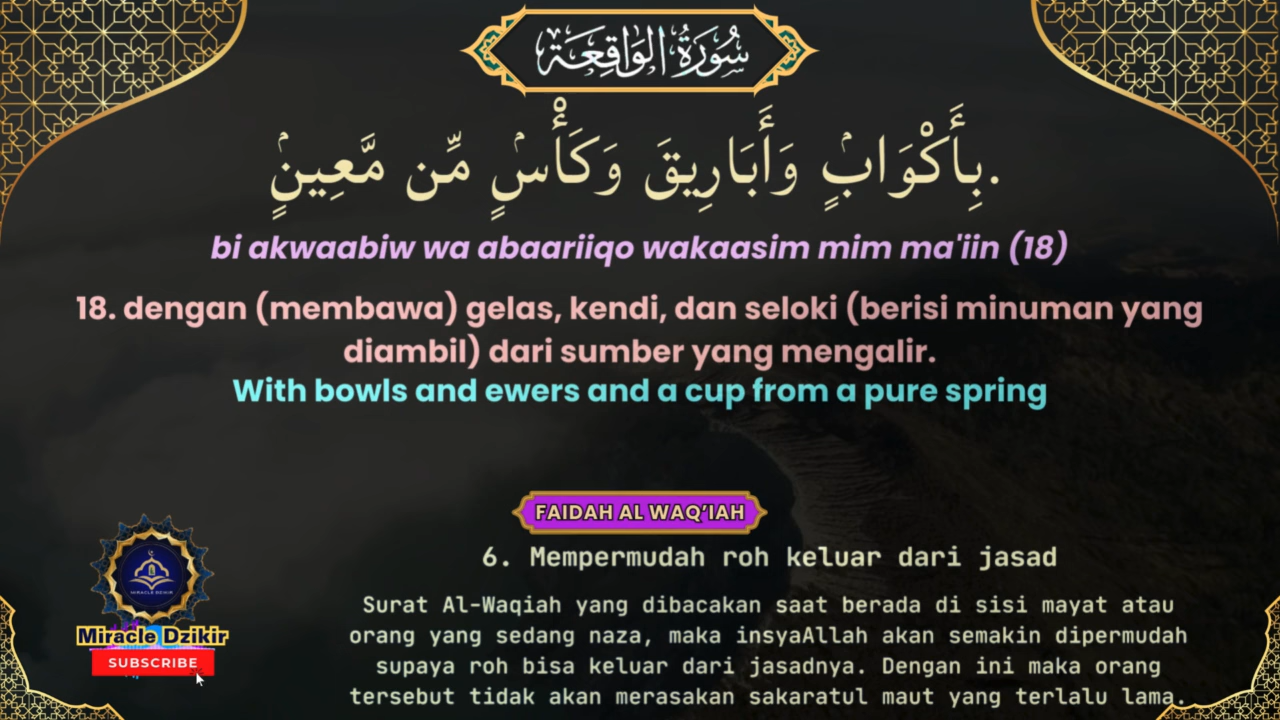 سُورَةُ الوَاقِعَة
بِأَكْوَابٍۢ وَأَبَارِيقَ وَكَأْسٍۢ مِّن مَّعِينٍۢ.
bi akwaabiw wa abaariiqo wakaasim mim ma'iin (18)
18. dengan (membawa) gelas, kendi, dan seloki (berisi minuman yang
diambil) dari sumber yang mengalir.
With bowls and ewers and a cup from a pure spring
FAIDAH AL WAQ'IAH
6. Mempermudah roh keluar dari jasad
Surat Al-Waqiah yang dibacakan saat berada di sisi mayat atau
orang yang sedang naza, maka insyaAllah akan semakin dipermudah
supaya roh bisa keluar dari jasadnya. Dengan ini maka orang
tersebut tidak akan merasakan sakaratul maut yang terlalu lama.
MIRACLE DZIKIR
Miracle Dzikir
SUBSCRIBE